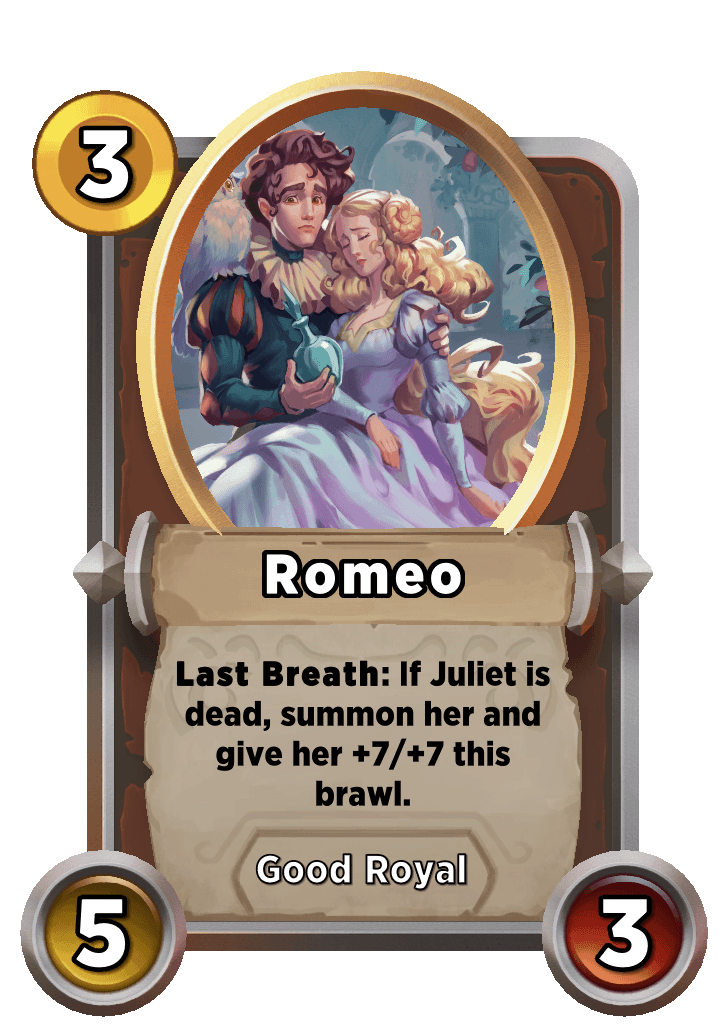 3
Romeo
Last Breath: If Juliet is
dead, summon her and
give her +7/+7 this
brawl.
Good Royal
5
3